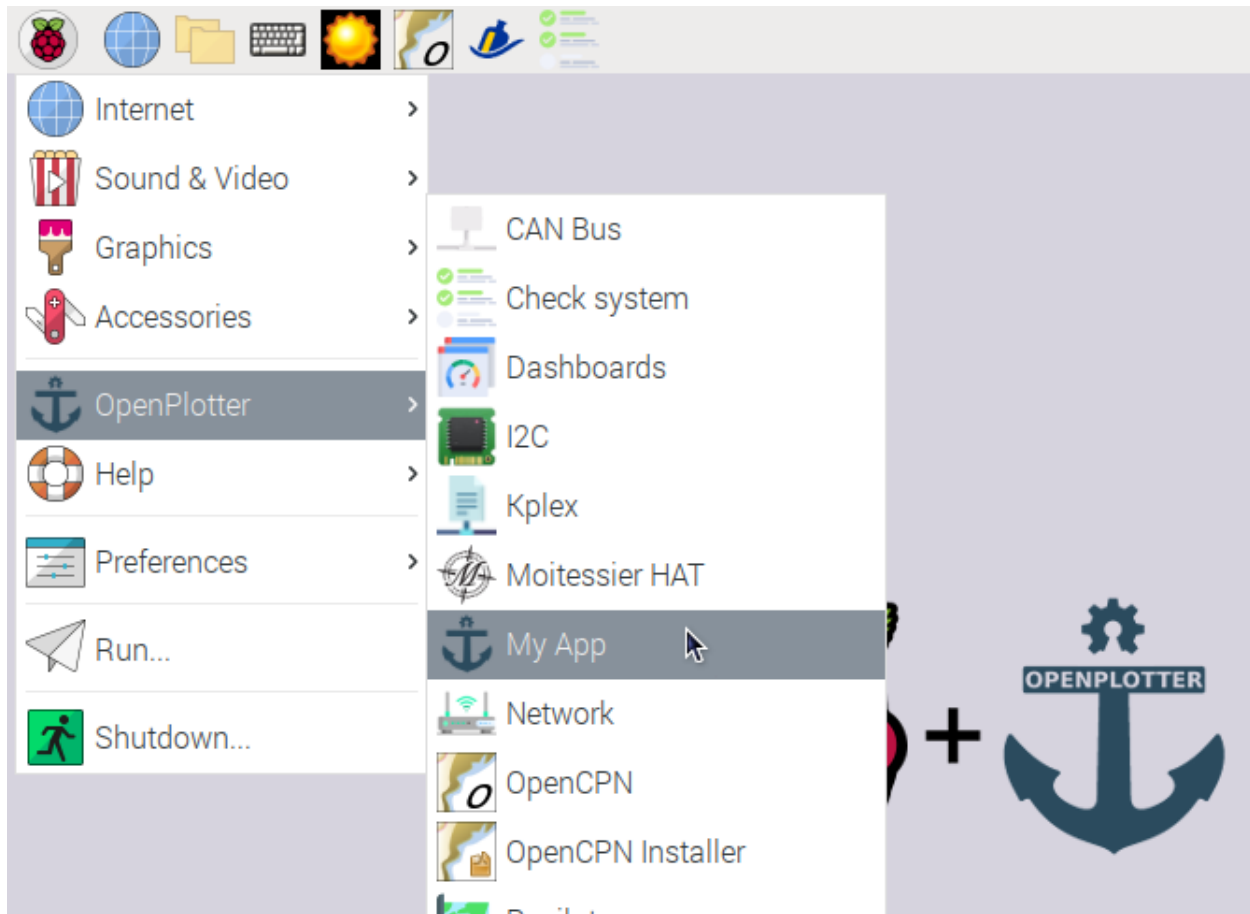 Internet
Sound & Video
Graphics
Accessories
OpenPlotter
Help
Preferences
Run...
Shutdown...
CAN Bus
Check system
Dashboards
I2C
Kplex
Moitessier HAT
My App
Network
OpenCPN
OpenCPN Installer
OPENPLOTTER
+